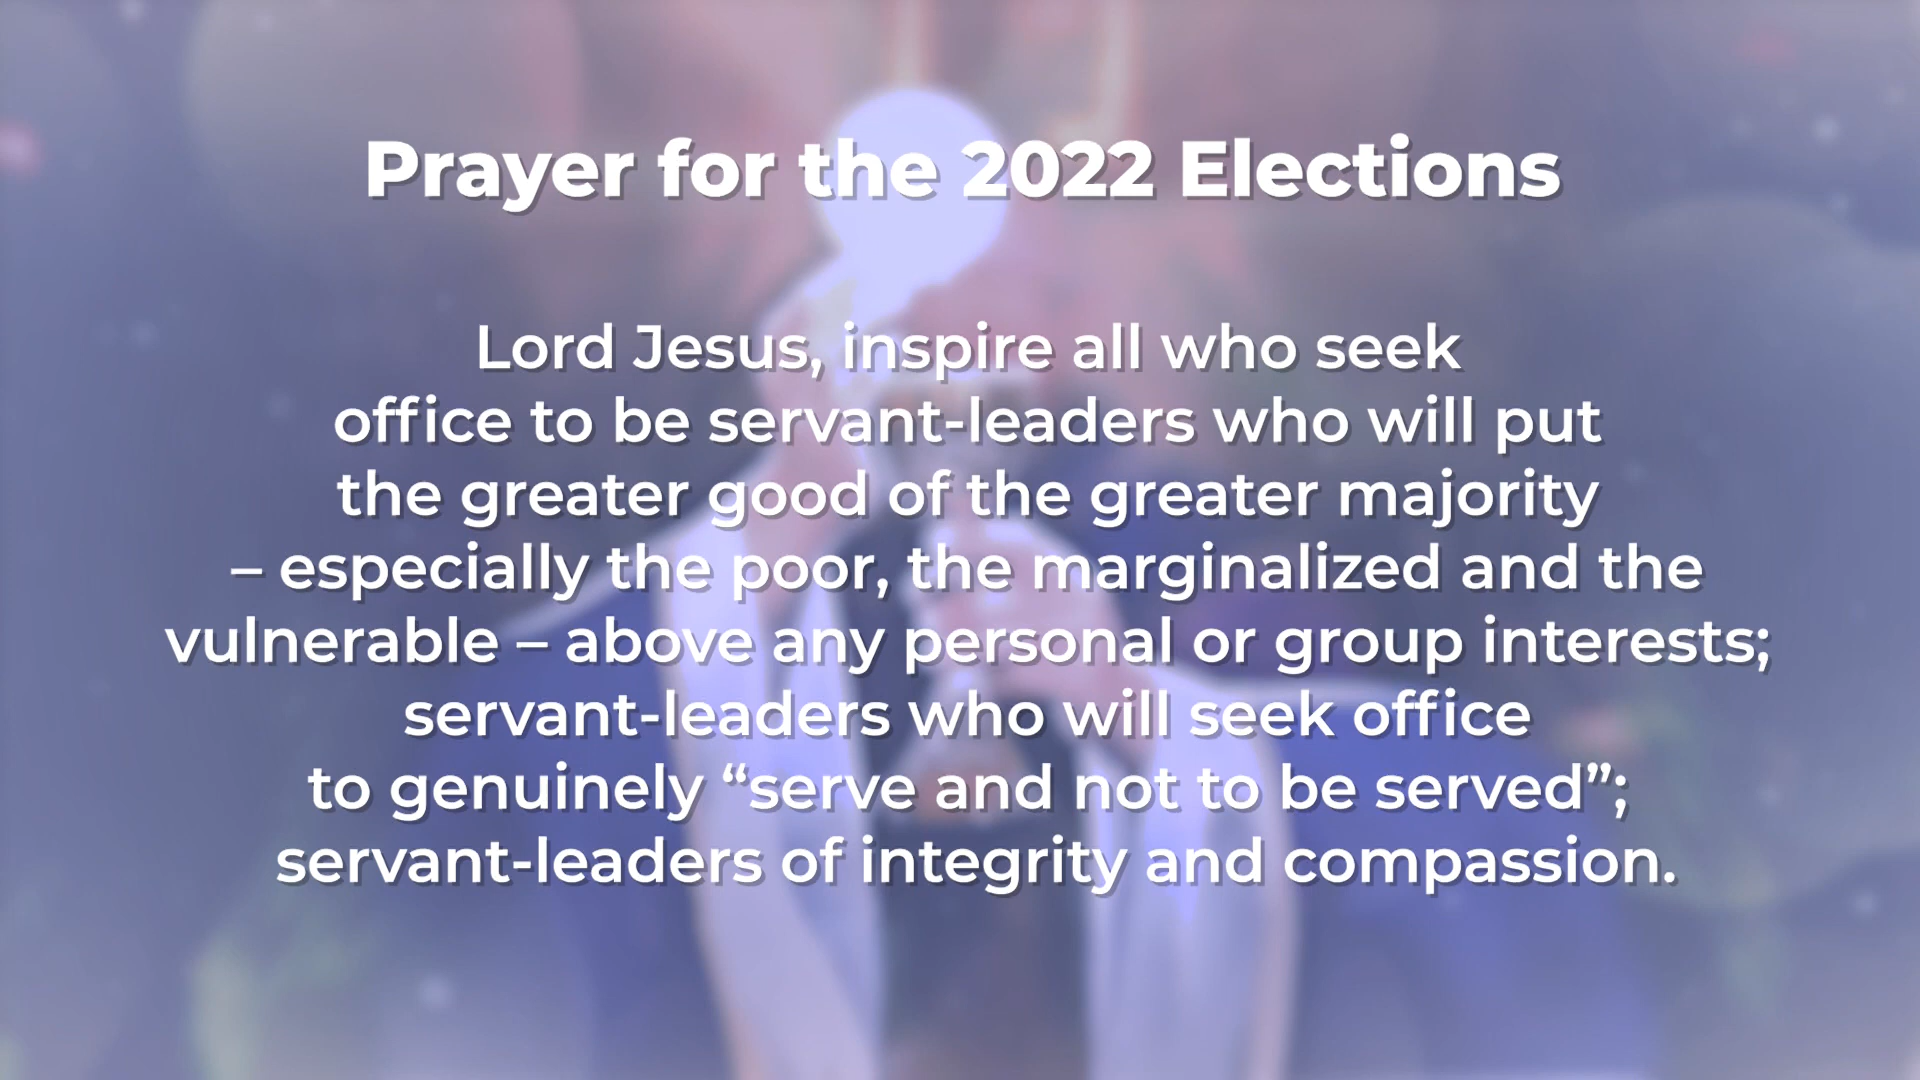 Prayer for the 2022 Elections
Lord Jesus, inspire all who seek
office to be servant-leaders who will put
the greater good of the greater majority
– especially the poor, the marginalized and the
vulnerable – above any personal or group interests;
servant-leaders who will seek office
to genuinely “serve and not to be served”;
servant-leaders of integrity and compassion.